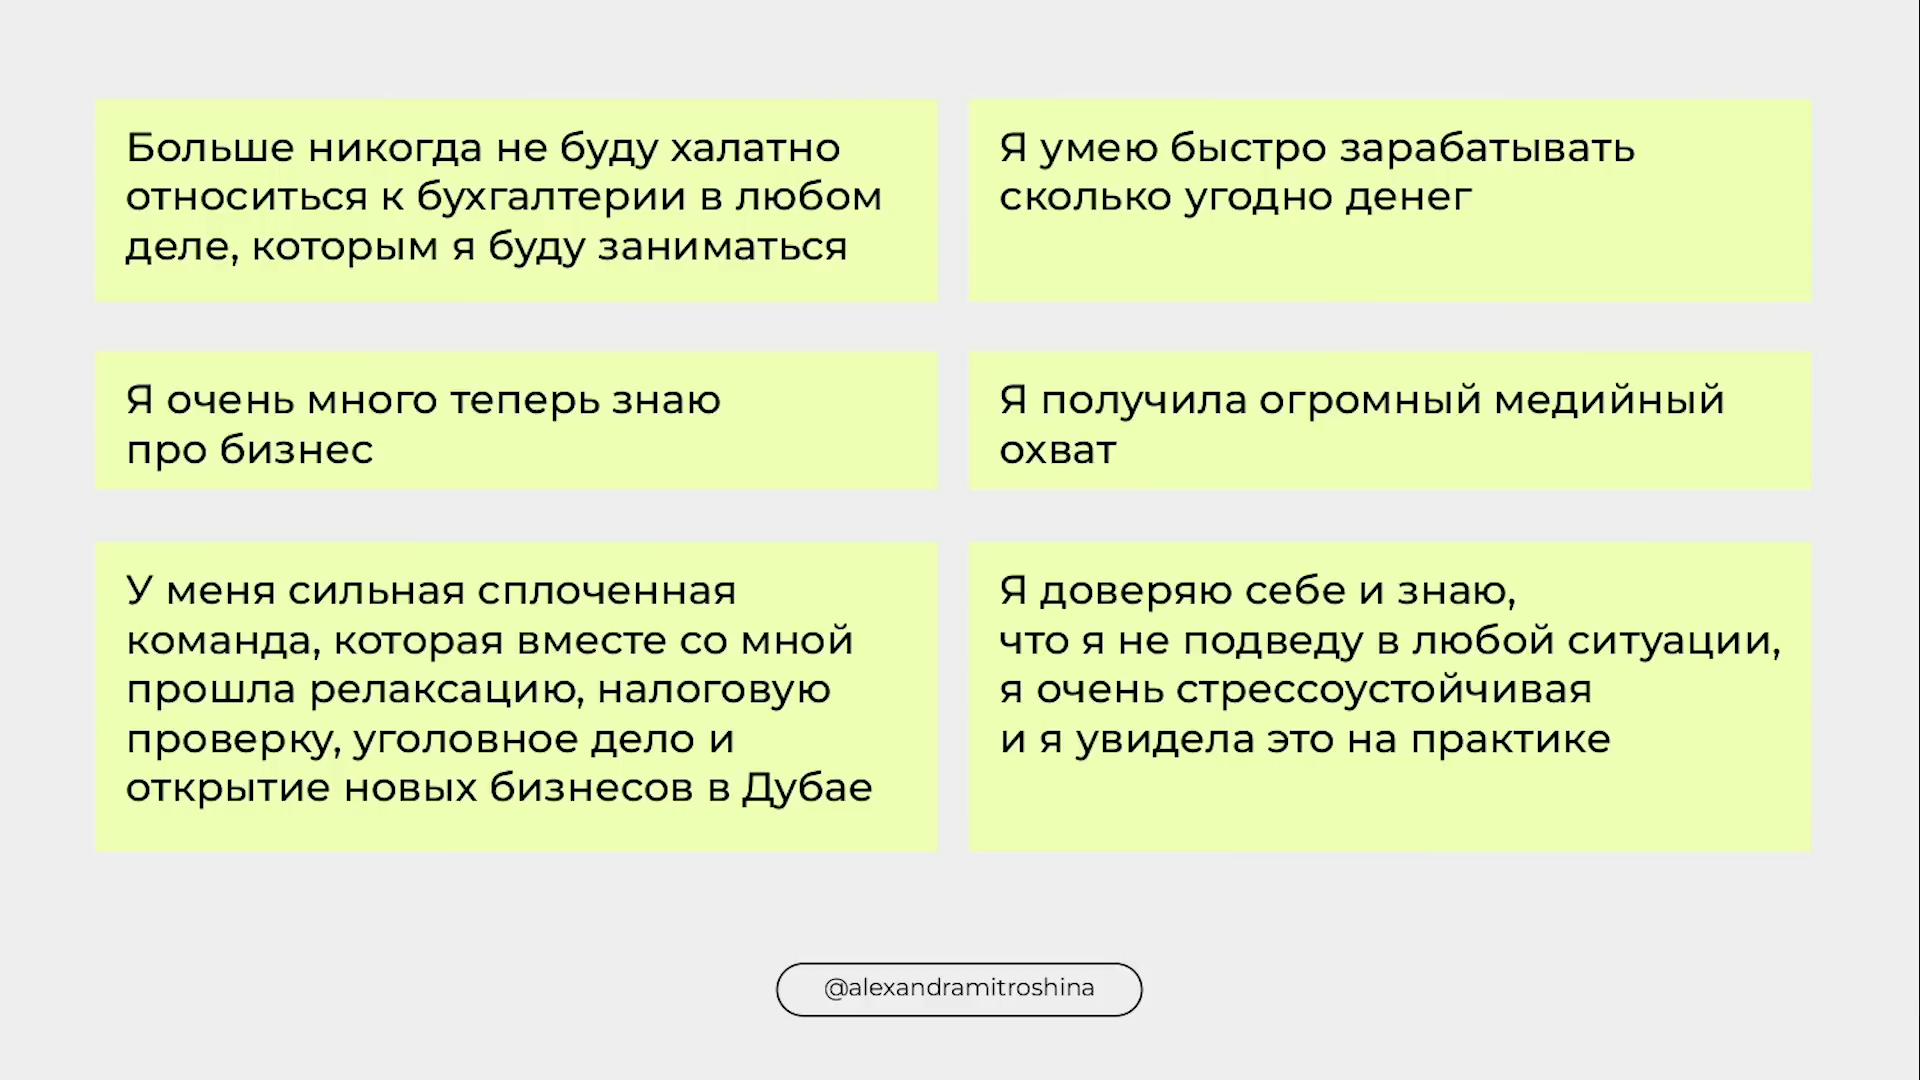 Больше никогда не буду халатно
относиться к бухгалтерии в любом
деле, которым я буду заниматься
Я умею быстро зарабатывать
сколько угодно денег
Я очень много теперь знаю
про бизнес
Я получила огромный медийный
охват
У меня сильная сплоченная
команда, которая вместе со мной
прошла релаксацию, налоговую
проверку, уголовное дело и
открытие новых бизнесов в Дубае
Я доверяю себе и знаю,
что я не подведу в любой ситуации,
я очень стрессоустойчивая
и я увидела это на практике
@alexandramitroshina